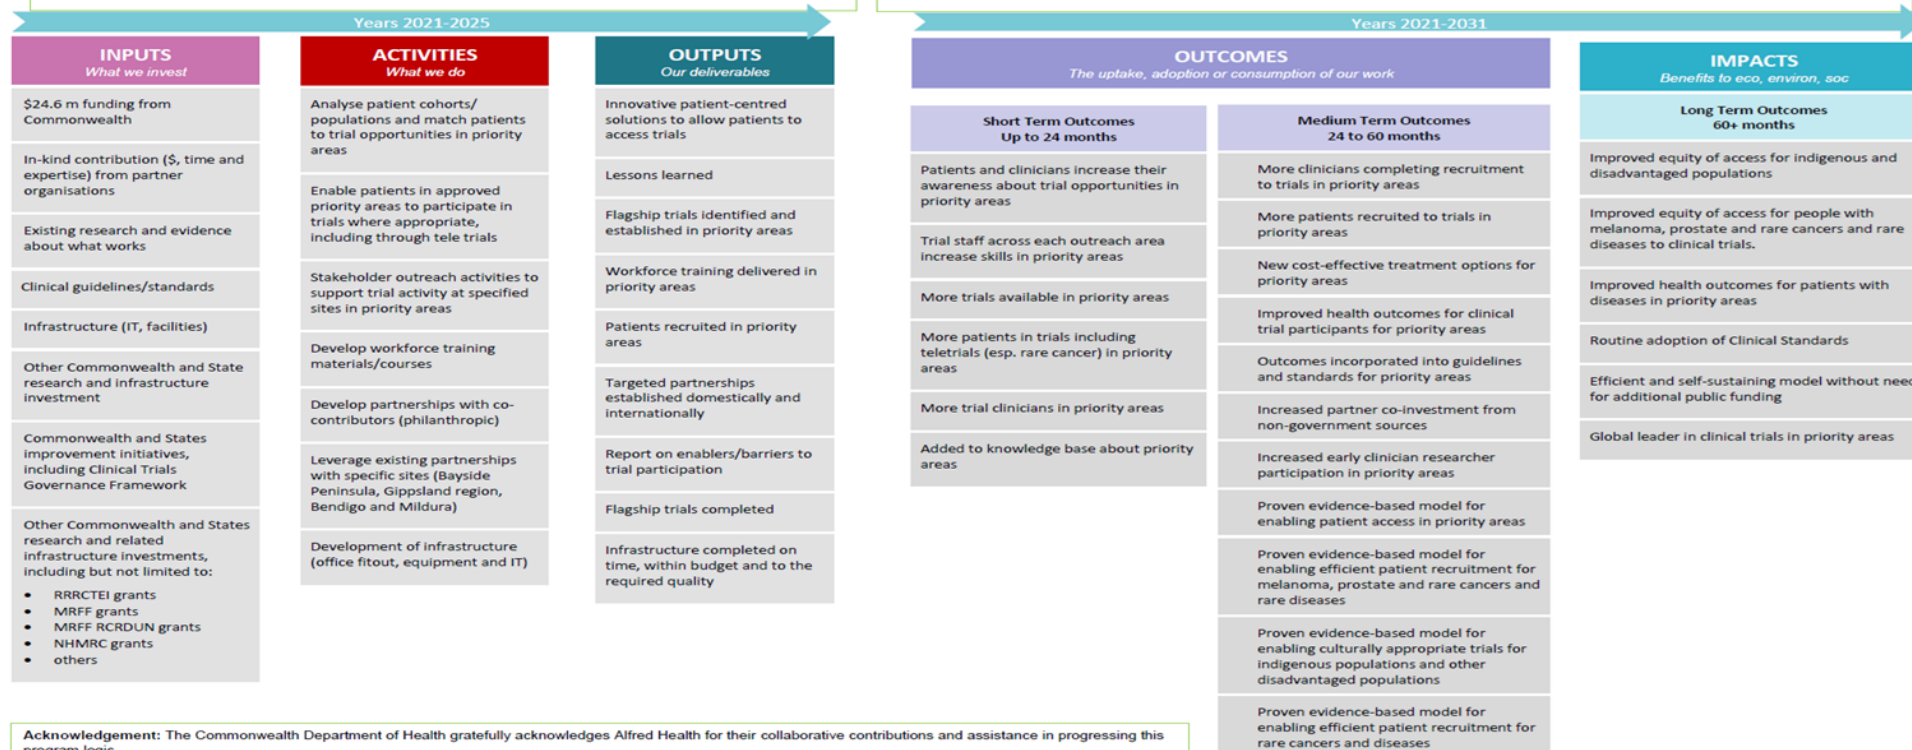 Years 2021-2025
Years 2021-2031
INPUTS
What we invest
$24.6 m funding from
Commonwealth
In-kind contribution ($, time and
expertise) from partner
organisations
Existing research and evidence
about what works
Clinical guidelines/standards
Infrastructure (IT, facilities)
Other Commonwealth and State
research and infrastructure
investment
Commonwealth and States
improvement initiatives,
including Clinical Trials
Governance Framework
Other Commonwealth and States
research and related
infrastructure investments,
including but not limited to:
• RRRCTEI grants
• MRFF grants
• MRFF RCRDUN grants
• NHMRC grants
• others
ACTIVITIES
What we do
Analyse patient cohorts/
populations and match patients
to trial opportunities in priority
areas
Enable patients in approved
priority areas to participate in
trials where appropriate,
including through tele trials
Stakeholder outreach activities to
support trial activity at specified
sites in priority areas
Develop workforce training
materials/courses
Develop partnerships with co-
contributors (philanthropic)
Leverage existing partnerships
with specific sites (Bayside
Peninsula, Gippsland region,
Bendigo and Mildura)
Development of infrastructure
(office fitout, equipment and IT)
OUTPUTS
Our deliverables
Innovative patient-centred
solutions to allow patients to
access trials
Lessons learned
Flagship trials identified and
established in priority areas
Workforce training delivered in
priority areas
Patients recruited in priority
areas
Targeted partnerships
established domestically and
internationally
Report on enablers/barriers to
trial participation
Flagship trials completed
Infrastructure completed on
time, within budget and to the
required quality
OUTCOMES
The uptake, adoption or consumption of our work
Short Term Outcomes
Up to 24 months
Patients and clinicians increase their
awareness about trial opportunities in
priority areas
Trial staff across each outreach area
increase skills in priority areas
More trials available in priority areas
More patients in trials including
teletrials (esp. rare cancer) in priority
areas
More trial clinicians in priority areas
Added to knowledge base about priority
areas
Medium Term Outcomes
24 to 60 months
More clinicians completing recruitment
to trials in priority areas
More patients recruited to trials in
priority areas
New cost-effective treatment options for
priority areas
Improved health outcomes for clinical
trial participants for priority areas
Outcomes incorporated into guidelines
and standards for priority areas
Increased partner co-investment from
non-government sources
Increased early clinician researcher
participation in priority areas
Proven evidence-based model for
enabling patient access in priority areas
Proven evidence-based model for
enabling efficient patient recruitment for
melanoma, prostate and rare cancers and
rare diseases
Proven evidence-based model for
enabling culturally appropriate trials for
indigenous populations and other
disadvantaged populations
Proven evidence-based model for
enabling efficient patient recruitment for
rare cancers and diseases
IMPACTS
Benefits to eco, environ, soc
Long Term Outcomes
60+ months
Improved equity of access for indigenous and
disadvantaged populations
Improved equity of access for people with
melanoma, prostate and rare cancers and rare
diseases to clinical trials.
Improved health outcomes for patients with
diseases in priority areas
Routine adoption of Clinical Standards
Efficient and self-sustaining model without need
for additional public funding
Global leader in clinical trials in priority areas
Acknowledgement: The Commonwealth Department of Health gratefully acknowledges Alfred Health for their collaborative contributions and assistance in progressing this
program logic